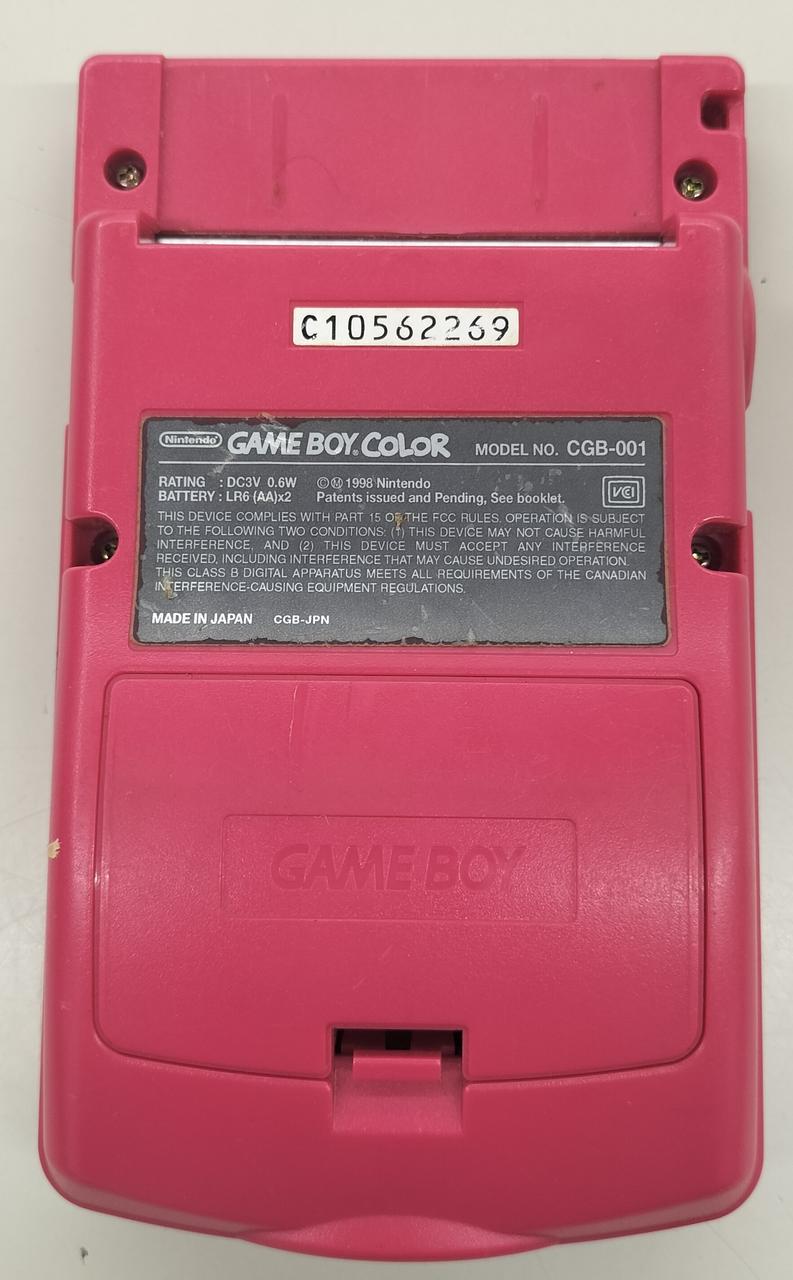 C10562269
Nintendo GAME BOY COLOR MODEL NO. CGB-001
RATING : DC3V 0.6W ©Ⓜ1998 Nintendo
BATTERY : LR6 (AA)x2 Patents issued and Pending, See booklet.
VCI
THIS DEVICE COMPLIES WITH PART 15 OF THE FCC RULES. OPERATION IS SUBJECT
TO THE FOLLOWING TWO CONDITIONS: (1) THIS DEVICE MAY NOT CAUSE HARMFUL
INTERFERENCE, AND (2) THIS DEVICE MUST ACCEPT ANY INTERFERENCE
RECEIVED, INCLUDING INTERFERENCE THAT MAY CAUSE UNDESIRED OPERATION.
THIS CLASS B DIGITAL APPARATUS MEETS ALL REQUIREMENTS OF THE CANADIAN
INTERFERENCE-CAUSING EQUIPMENT REGULATIONS.
MADE IN JAPAN CGB-JPN
GAME BOY